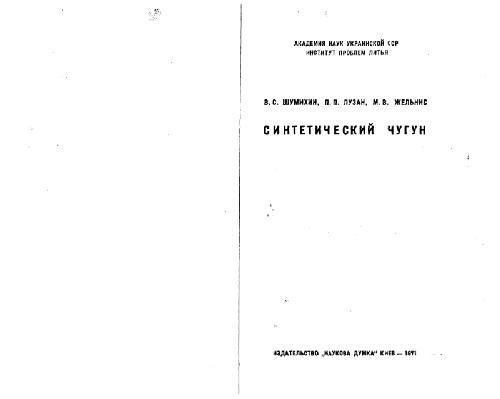 АКАДЕМИЯ НАУК УКРАИНСКОЙ ССР
ИНСТИТУТ ПРОБЛЕМ ЛИТЬЯ
В. С. ШУМИХИН, П. П. ЛУЗАН, М. В. ЖЕЛЬНИС
СИНТЕТИЧЕСКИЙ ЧУГУН
ИЗДАТЕЛЬСТВО „НАУКОВА ДУМКА" КИЕВ — 1971